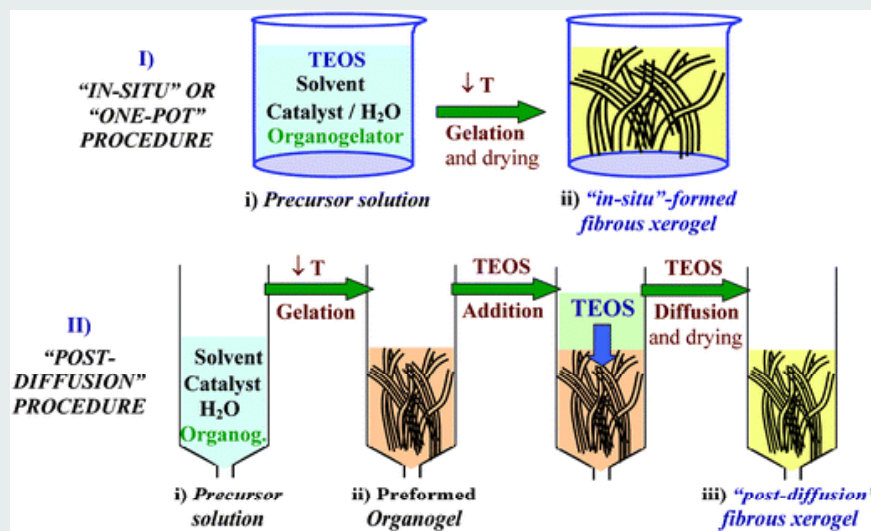 I)
"IN-SITU" OR
"ONE-POT"
PROCEDURE
TEOS
Solvent
Catalyst / H₂O
Organogelator
↓ T
Gelation
and drying
i) Precursor solution
ii) "in-situ"-formed
fibrous xerogel
II)
"POST-
DIFFUSION"
PROCEDURE
Solvent
Catalyst
H₂O
Organog.
↓ T
Gelation
TEOS
Addition
TEOS
TEOS
Diffusion
and drying
i) Precursor
solution
ii) Preformed
Organogel
iii) "post-diffusion"
fibrous xerogel